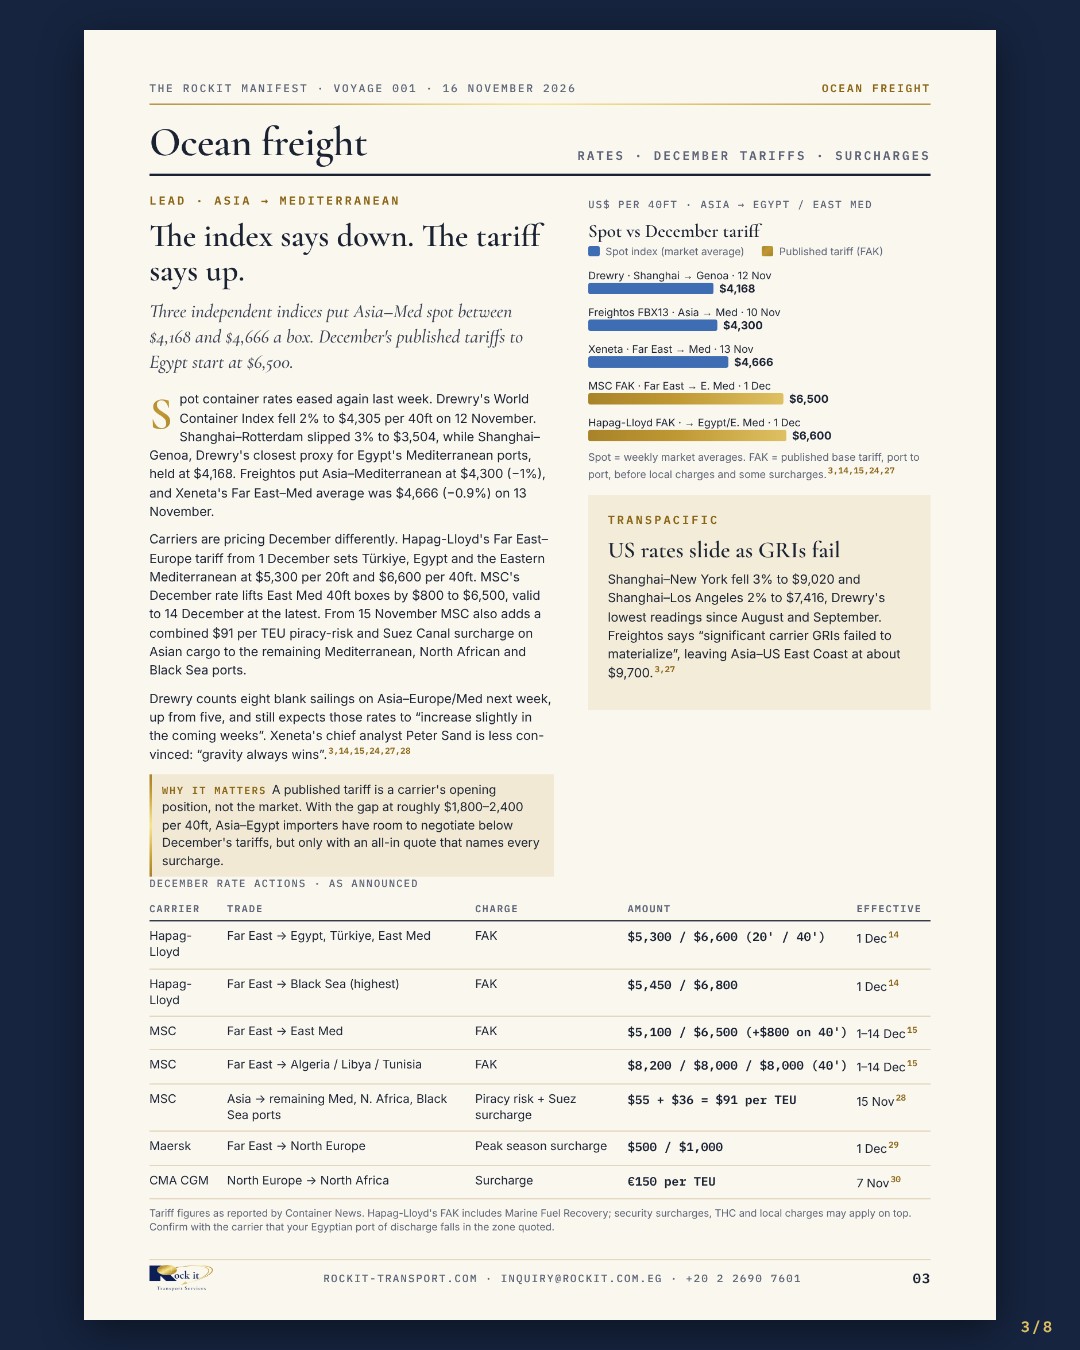 THE ROCKIT MANIFEST · VOYAGE 001 · 16 NOVEMBER 2026
OCEAN FREIGHT
Ocean freight
RATES · DECEMBER TARIFFS · SURCHARGES
LEAD · ASIA → MEDITERRANEAN
The index says down. The tariff
says up.
Three independent indices put Asia–Med spot between
$4,168 and $4,666 a box. December's published tariffs to
Egypt start at $6,500.
Spot container rates eased again last week. Drewry's World
Container Index fell 2% to $4,305 per 40ft on 12 November.
Shanghai–Rotterdam slipped 3% to $3,504, while Shanghai–
Genoa, Drewry's closest proxy for Egypt's Mediterranean ports,
held at $4,168. Freightos put Asia–Mediterranean at $4,300 (−1%),
and Xeneta's Far East–Med average was $4,666 (−0.9%) on 13
November.
Carriers are pricing December differently. Hapag-Lloyd's Far East–
Europe tariff from 1 December sets Türkiye, Egypt and the Eastern
Mediterranean at $5,300 per 20ft and $6,600 per 40ft. MSC's
December rate lifts East Med 40ft boxes by $800 to $6,500, valid
to 14 December at the latest. From 15 November MSC also adds a
combined $91 per TEU piracy-risk and Suez Canal surcharge on
Asian cargo to the remaining Mediterranean, North African and
Black Sea ports.
Drewry counts eight blank sailings on Asia–Europe/Med next week,
up from five, and still expects those rates to “increase slightly in
the coming weeks”. Xeneta's chief analyst Peter Sand is less con-
vinced: “gravity always wins”.3,14,15,24,27,28
WHY IT MATTERS A published tariff is a carrier's opening
position, not the market. With the gap at roughly $1,800–2,400
per 40ft, Asia–Egypt importers have room to negotiate below
December's tariffs, but only with an all-in quote that names every
surcharge.
US$ PER 40FT · ASIA → EGYPT / EAST MED
Spot vs December tariff
Spot index (market average) Published tariff (FAK)
Drewry · Shanghai → Genoa · 12 Nov
$4,168
Freightos FBX13 · Asia → Med · 10 Nov
$4,300
Xeneta · Far East → Med · 13 Nov
$4,666
MSC FAK · Far East → E. Med · 1 Dec
$6,500
Hapag-Lloyd FAK · → Egypt/E. Med · 1 Dec
$6,600
Spot = weekly market averages. FAK = published base tariff, port to
port, before local charges and some surcharges.3,14,15,24,27
TRANSPACIFIC
US rates slide as GRIs fail
Shanghai–New York fell 3% to $9,020 and
Shanghai–Los Angeles 2% to $7,416, Drewry's
lowest readings since August and September.
Freightos says “significant carrier GRIs failed to
materialize”, leaving Asia–US East Coast at about
$9,700.3,27
DECEMBER RATE ACTIONS · AS ANNOUNCED
CARRIER TRADE CHARGE AMOUNT EFFECTIVE
Hapag-
Lloyd Far East → Egypt, Türkiye, East Med FAK $5,300 / $6,600 (20' / 40') 1 Dec14
Hapag-
Lloyd Far East → Black Sea (highest) FAK $5,450 / $6,800 1 Dec14
MSC Far East → East Med FAK $5,100 / $6,500 (+$800 on 40') 1–14 Dec15
MSC Far East → Algeria / Libya / Tunisia FAK $8,200 / $8,000 / $8,000 (40') 1–14 Dec15
MSC Asia → remaining Med, N. Africa, Black
Sea ports Piracy risk + Suez
surcharge $55 + $36 = $91 per TEU 15 Nov28
Maersk Far East → North Europe Peak season surcharge $500 / $1,000 1 Dec29
CMA CGM North Europe → North Africa Surcharge €150 per TEU 7 Nov30
Tariff figures as reported by Container News. Hapag-Lloyd's FAK includes Marine Fuel Recovery; security surcharges, THC and local charges may apply on top.
Confirm with the carrier that your Egyptian port of discharge falls in the zone quoted.
Rock it
Transport Services
ROCKIT-TRANSPORT.COM · INQUIRY@ROCKIT.COM.EG · +20 2 2690 7601
03
3/8